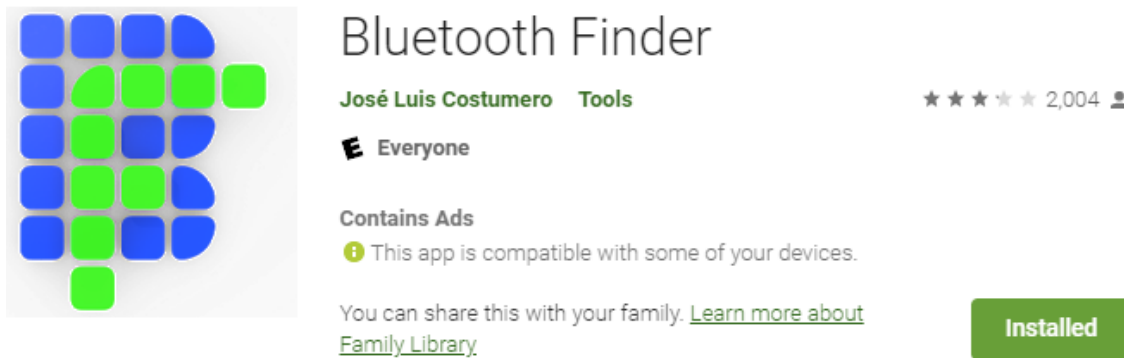 Bluetooth Finder
José Luis Costumero Tools
2,004
Everyone
Contains Ads
This app is compatible with some of your devices.
You can share this with your family. Learn more about
Family Library
Installed